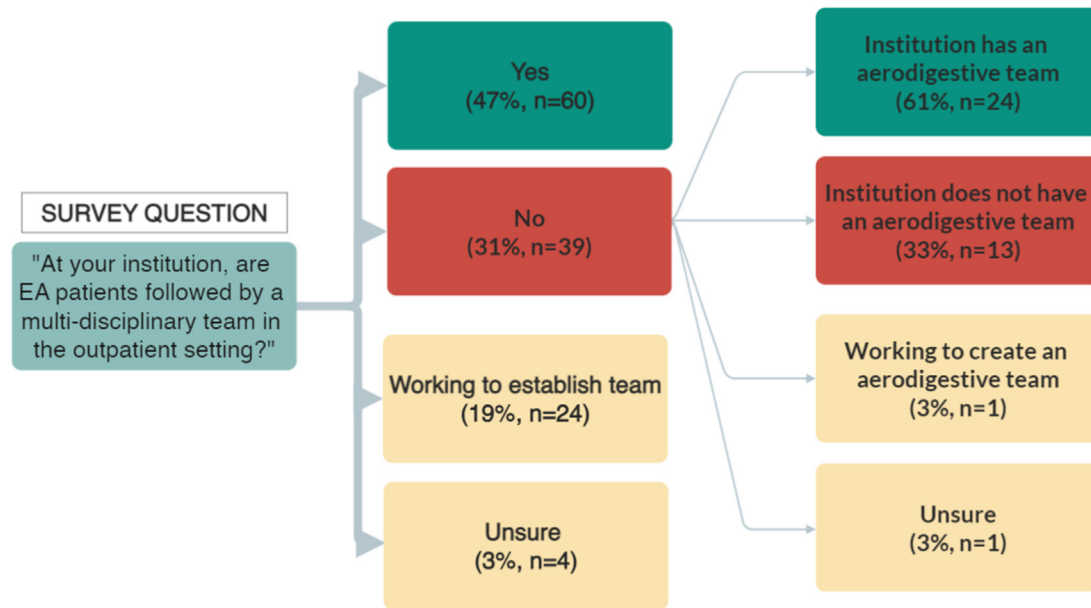 SURVEY QUESTION
"At your institution, are
EA patients followed by a
multi-disciplinary team in
the outpatient setting?"
Yes
(47%, n=60)
No
(31%, n=39)
Working to establish team
(19%, n=24)
Unsure
(3%, n=4)
Institution has an
aerodigestive team
(61%, n=24)
Institution does not have
an aerodigestive team
(33%, n=13)
Working to create an
aerodigestive team
(3%, n=1)
Unsure
(3%, n=1)